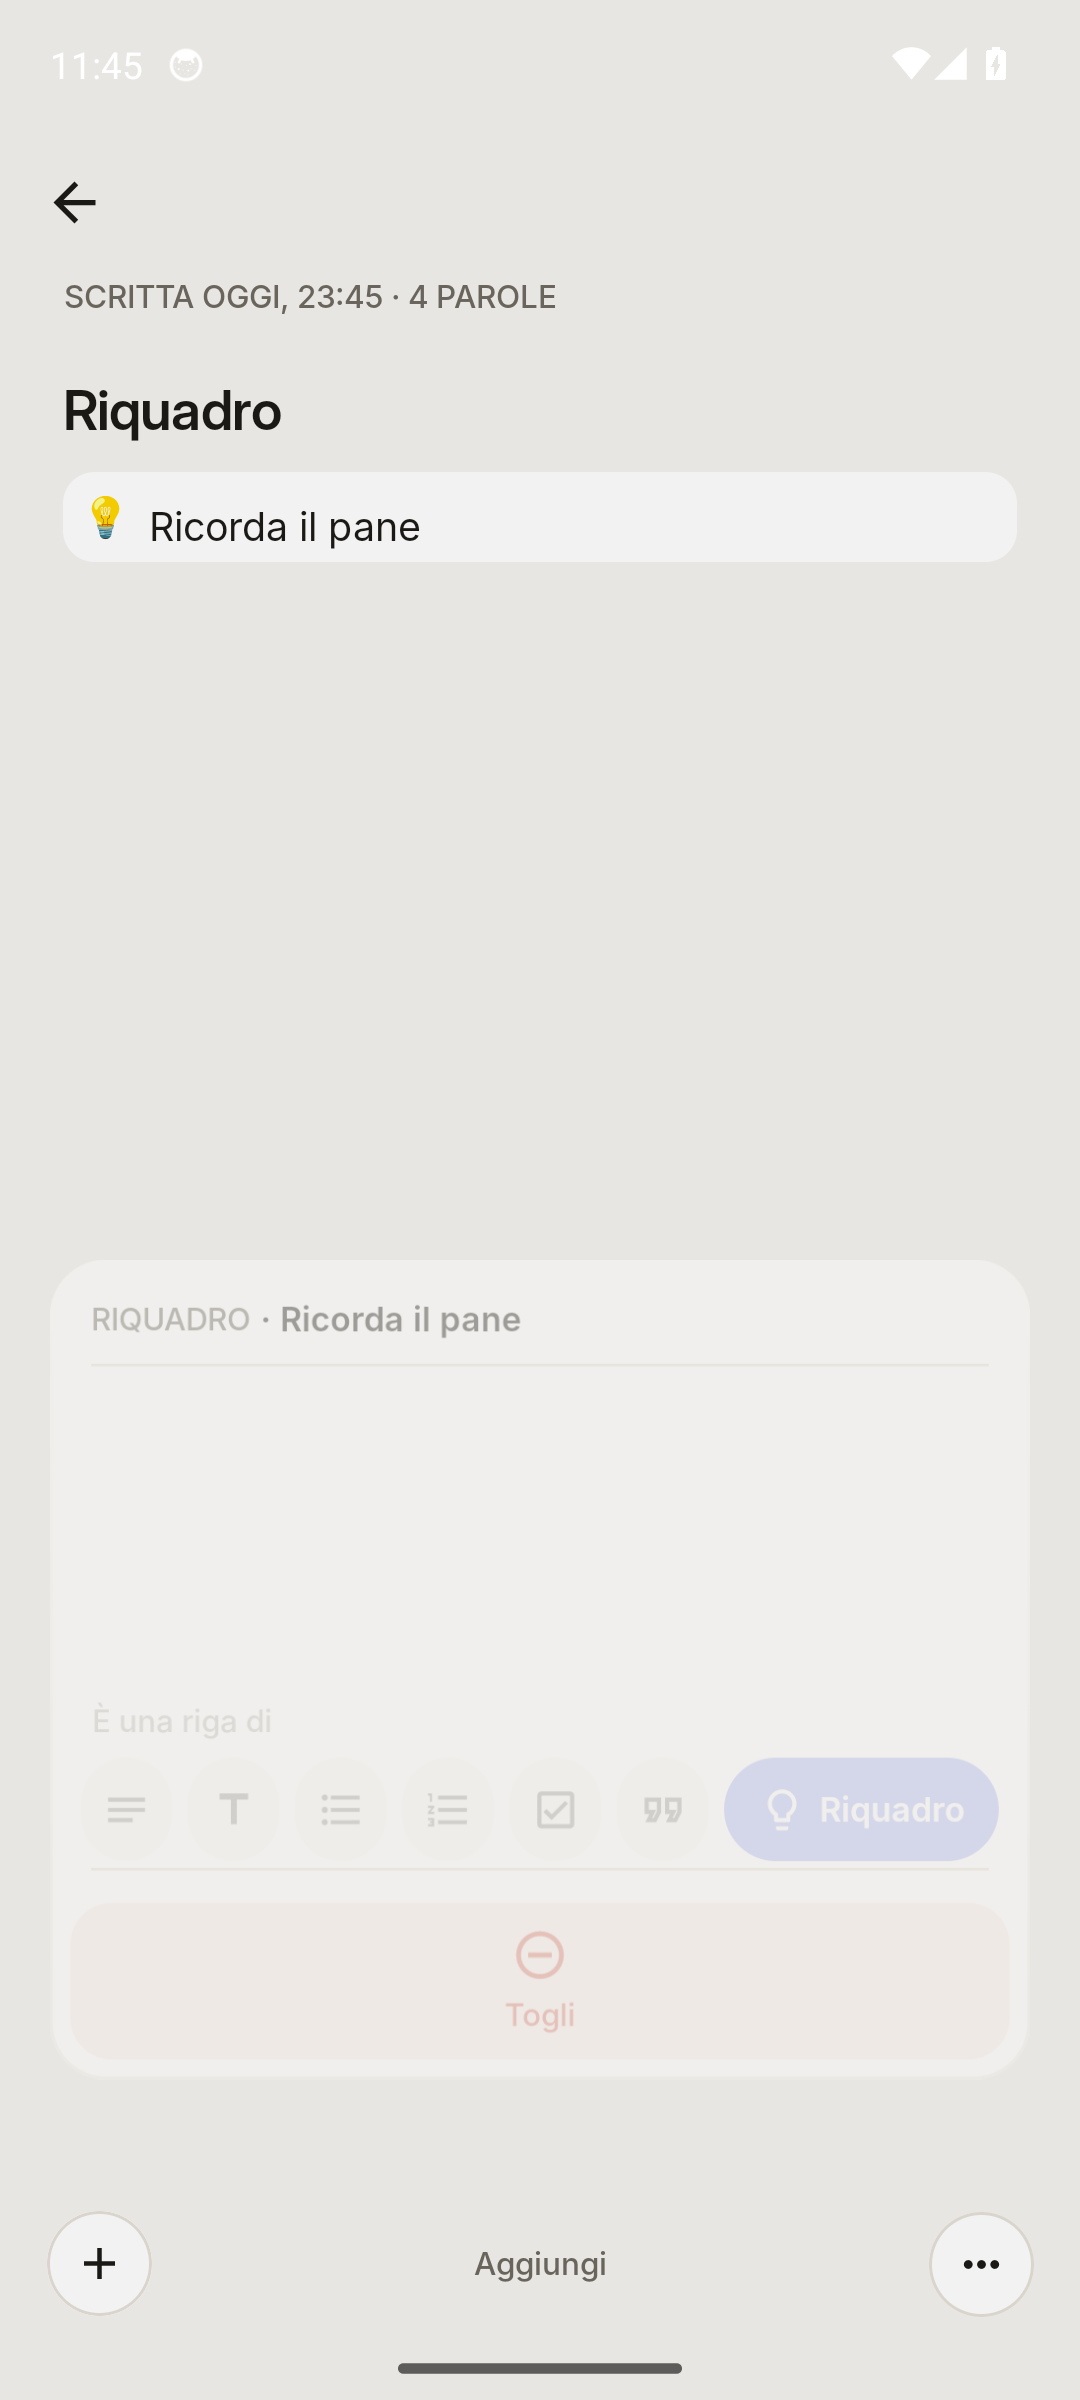 11:45
SCRITTA OGGI, 23:45 · 4 PAROLE
Riquadro
💡 Ricorda il pane
RIQUADRO · Ricorda il pane
È una riga di
Riquadro
Togli
Aggiungi